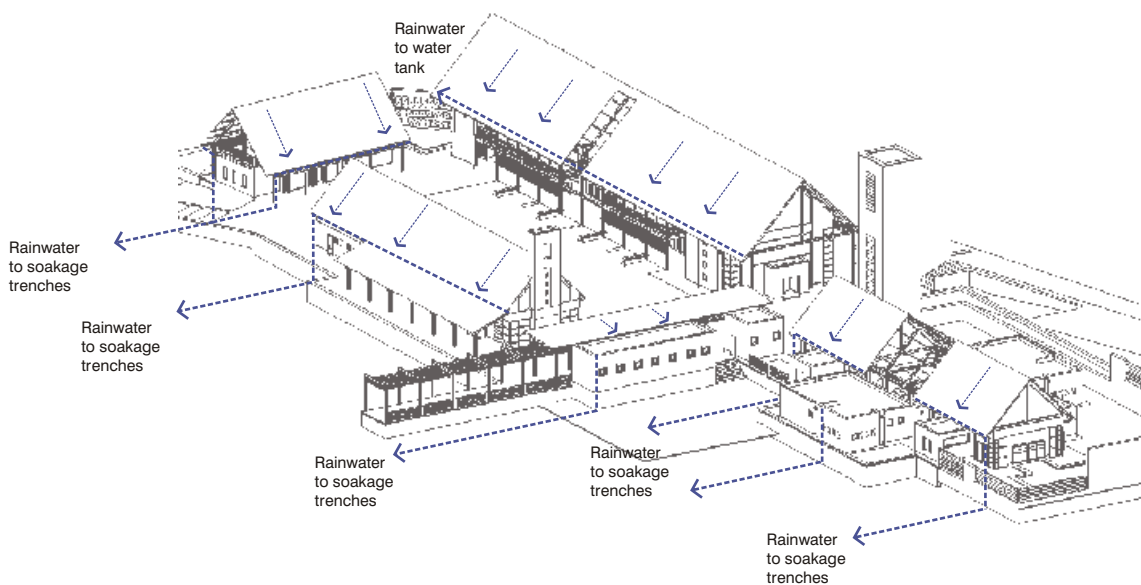 Rainwater
to water
tank
Rainwater
to soakage
trenches
Rainwater
to soakage
trenches
Rainwater
to soakage
trenches
Rainwater
to soakage
trenches
Rainwater
to soakage
trenches